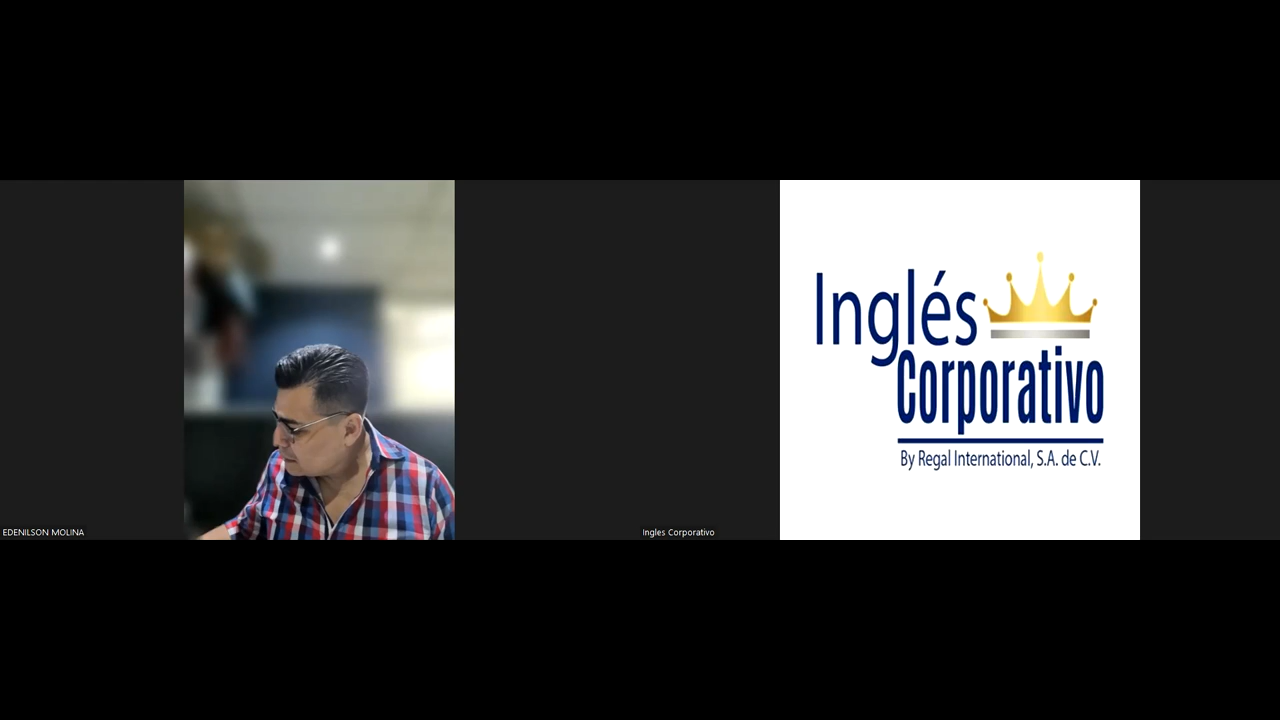 Inglés
Corporativo
By Regal International, S.A. de C.V.
EDENILSON MOLINA
Ingles Corporativo